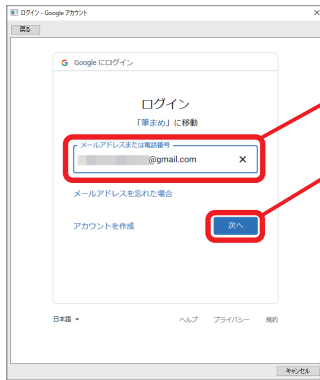 ログイン - Google アカウント
戻る
Google にログイン
ログイン
「筆まめ」に移動
メールアドレスまたは電話番号
@gmail.com
メールアドレスを忘れた場合
アカウントを作成
次へ
日本語
ヘルプ プライバシー 規約
キャンセル